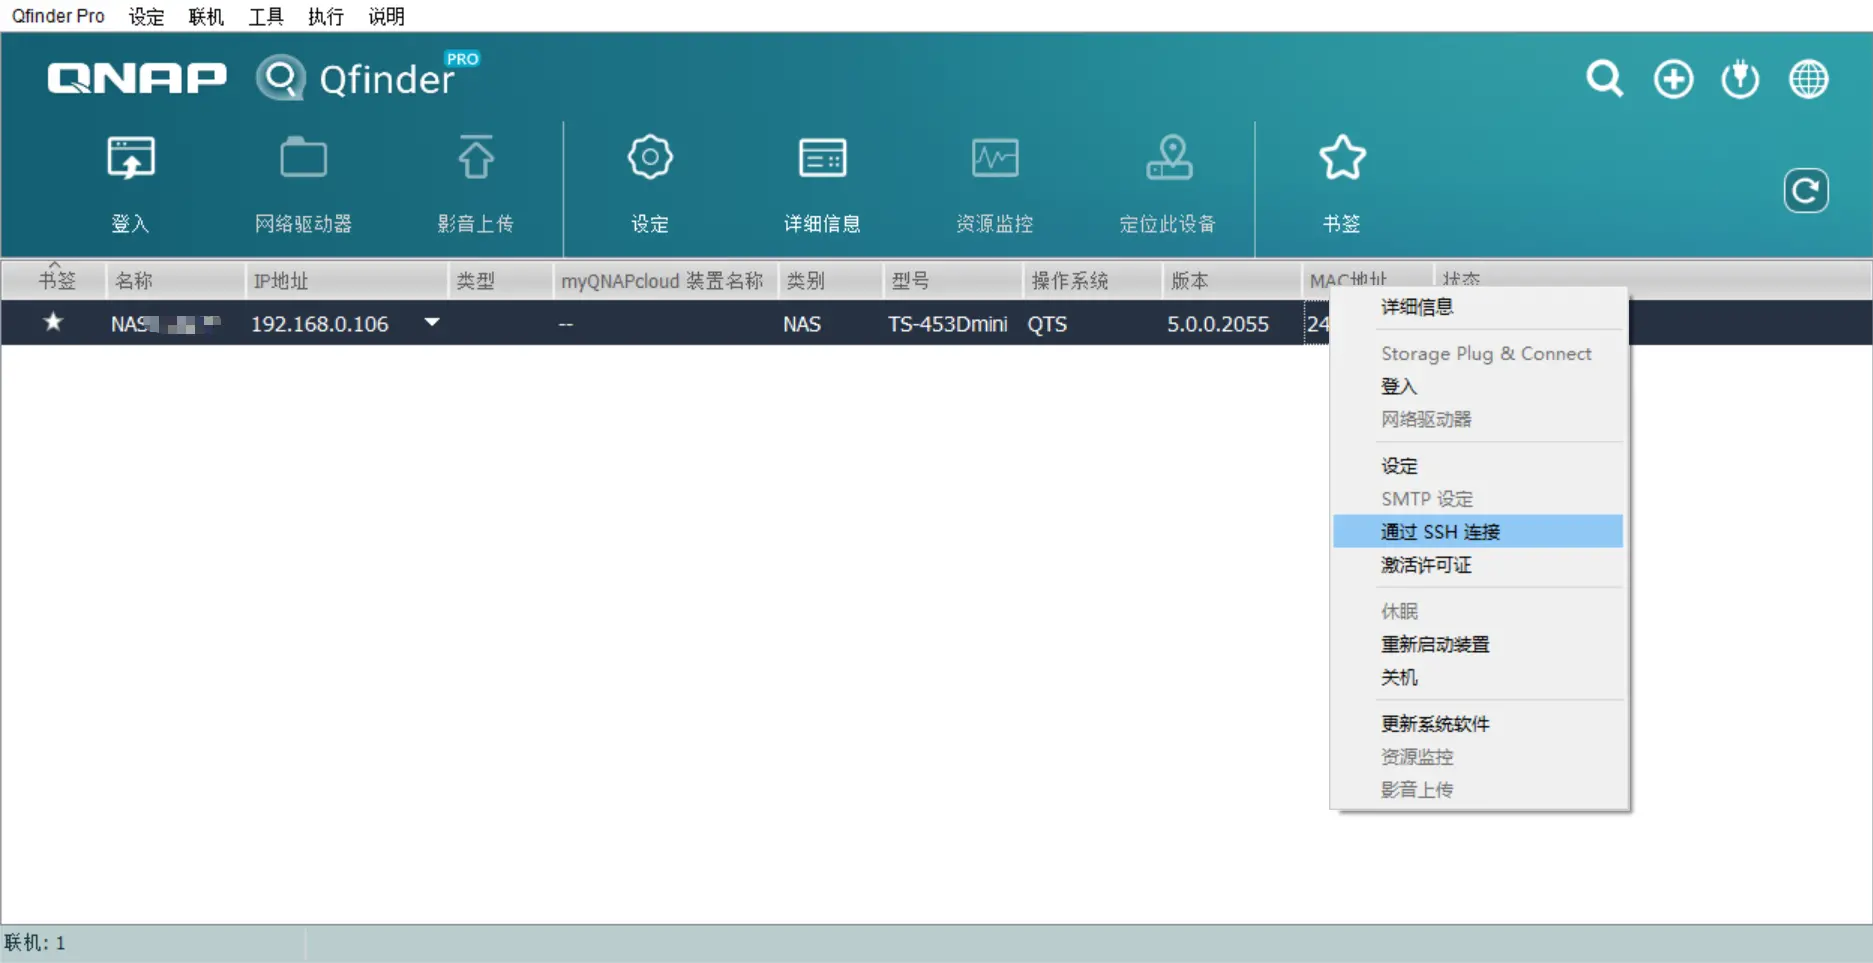 Qfinder Pro 设定 联机 工具 执行 说明
QNAP Qfinder PRO
登入 网络驱动器 影音上传 设定 详细信息 资源监控 定位此设备 书签
书签 名称 IP地址 类型 myQNAPcloud 装置名称 类别 型号 操作系统 版本 MAC地址 状态
NAS 192.168.0.106 -- NAS TS-453Dmini QTS 5.0.0.2055 24
详细信息
Storage Plug & Connect
登入
网络驱动器
设定
SMTP 设定
通过 SSH 连接
激活许可证
休眠
重新启动装置
关机
更新系统软件
资源监控
影音上传
联机: 1